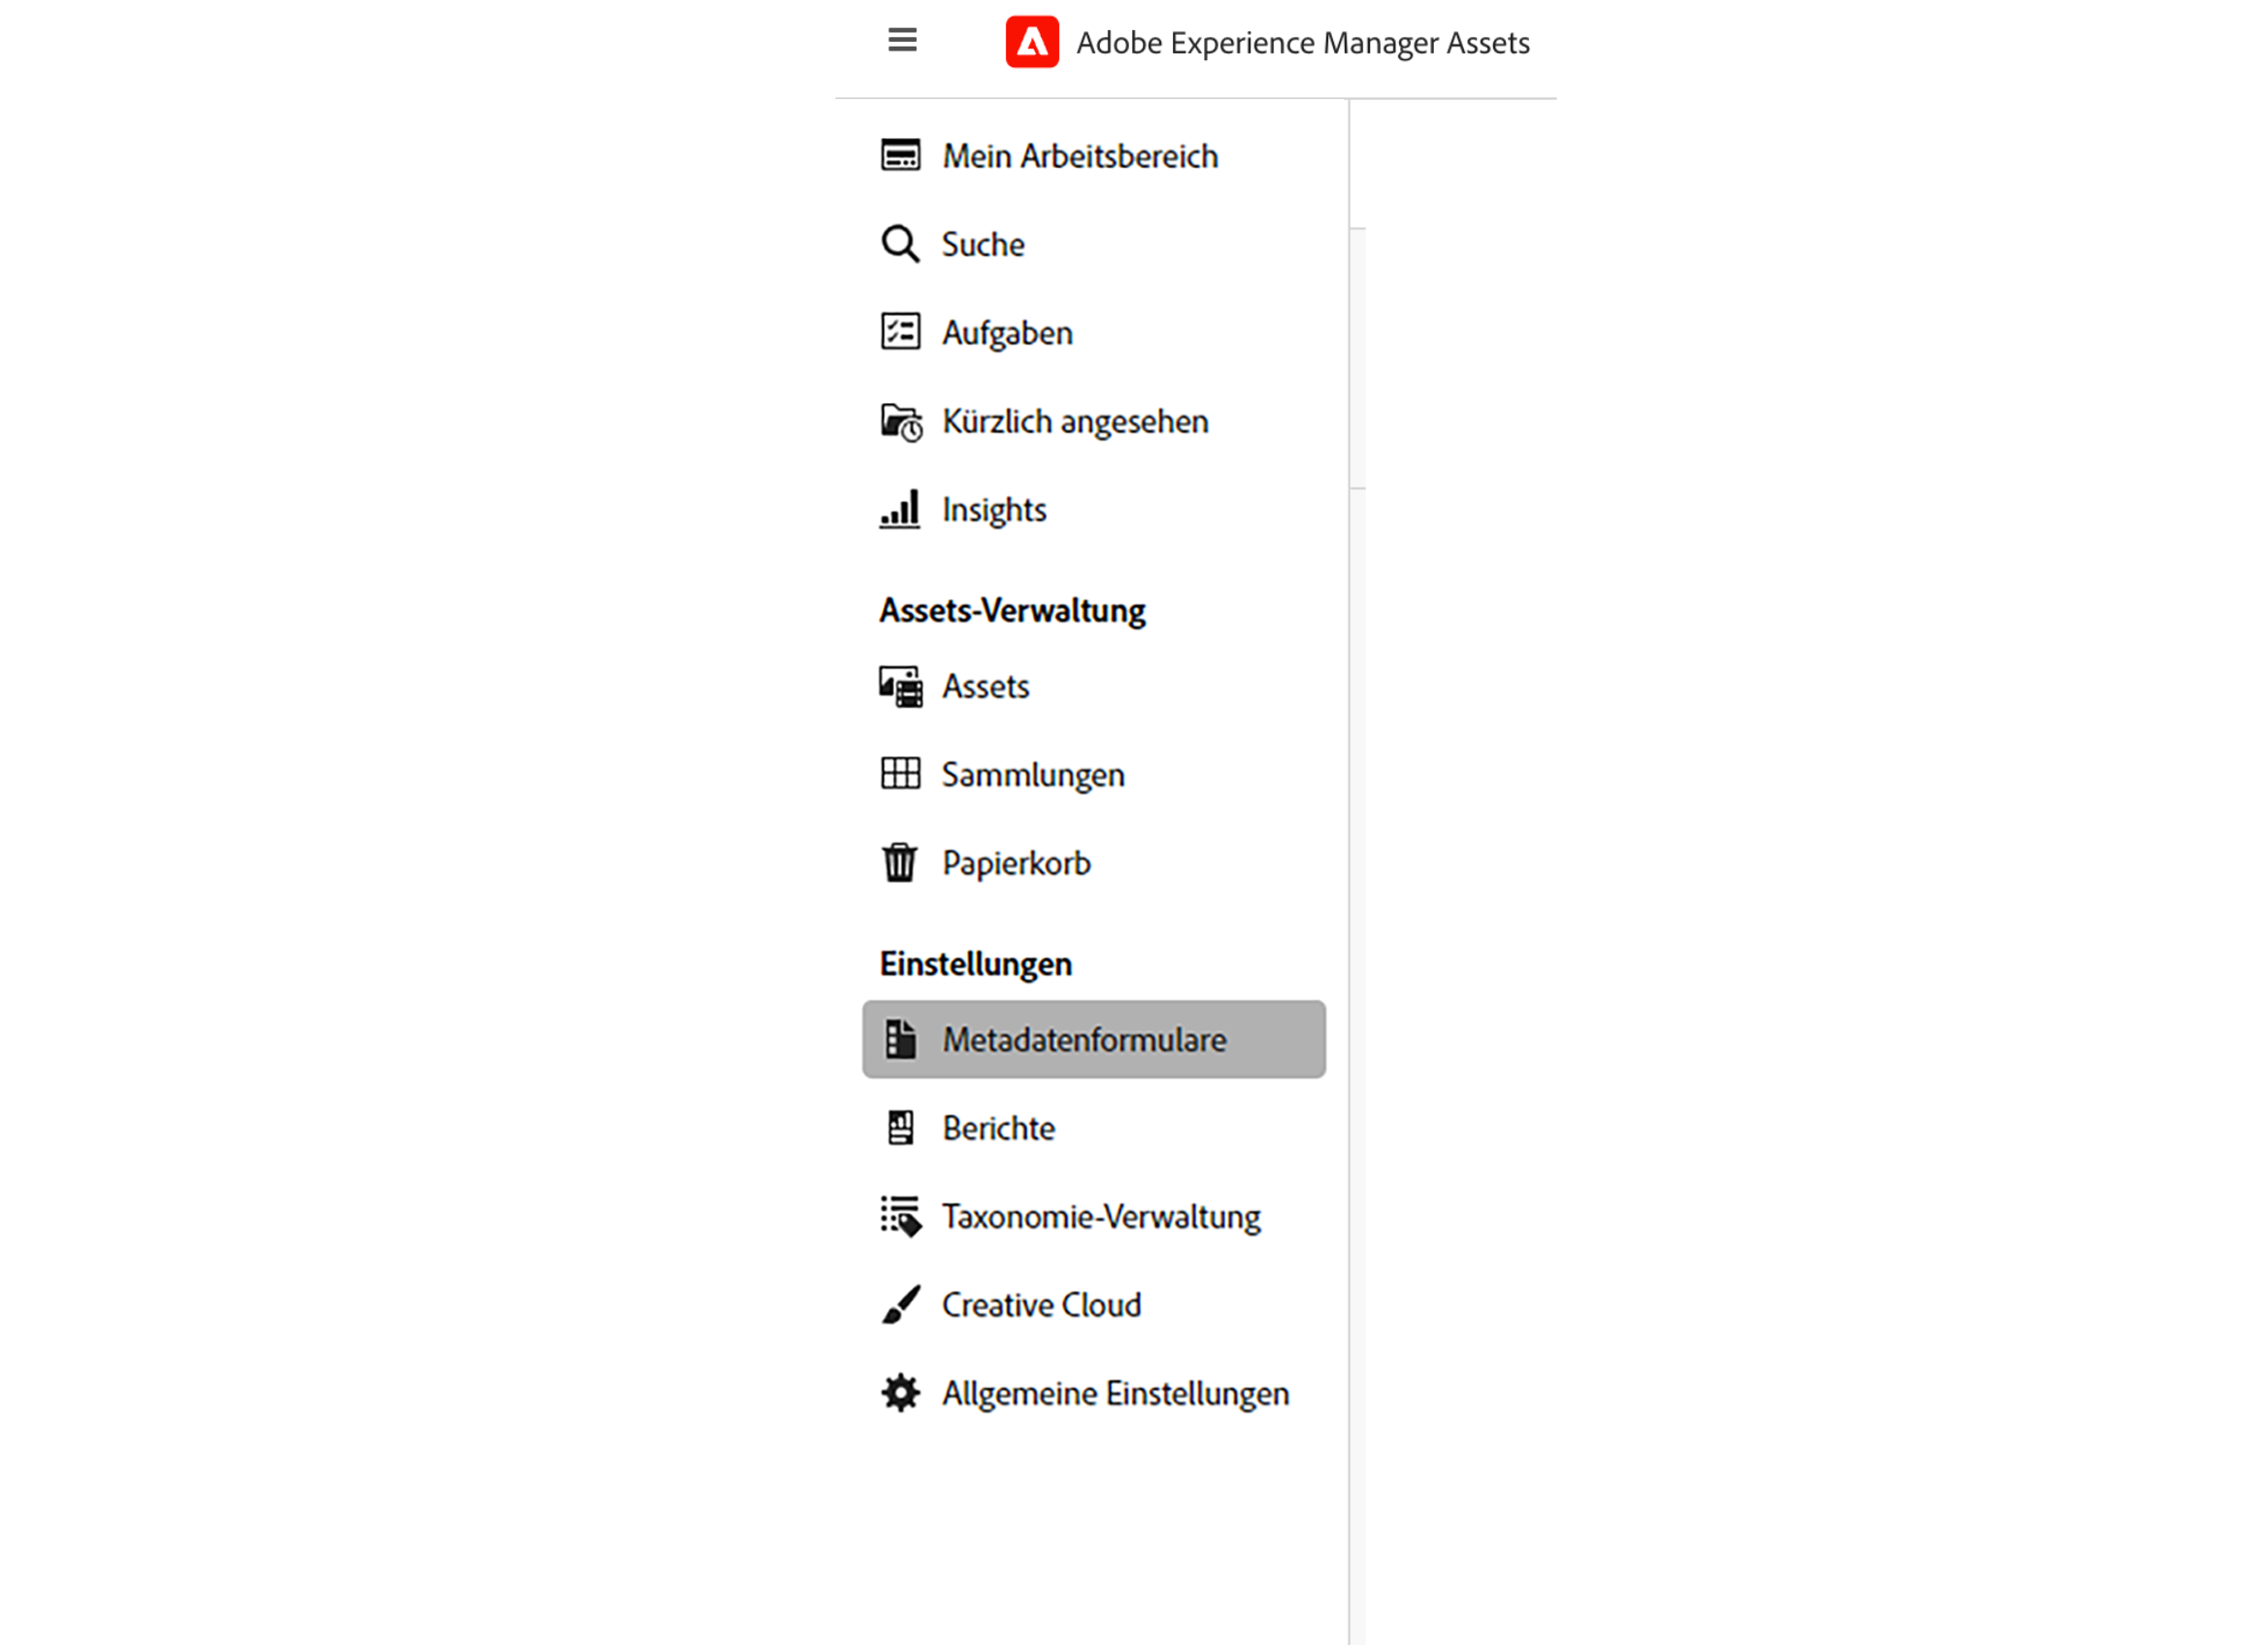 Adobe Experience Manager Assets
Mein Arbeitsbereich
Suche
Aufgaben
Kürzlich angesehen
Insights
Assets-Verwaltung
Assets
Sammlungen
Papierkorb
Einstellungen
Metadatenformulare
Berichte
Taxonomie-Verwaltung
Creative Cloud
Allgemeine Einstellungen